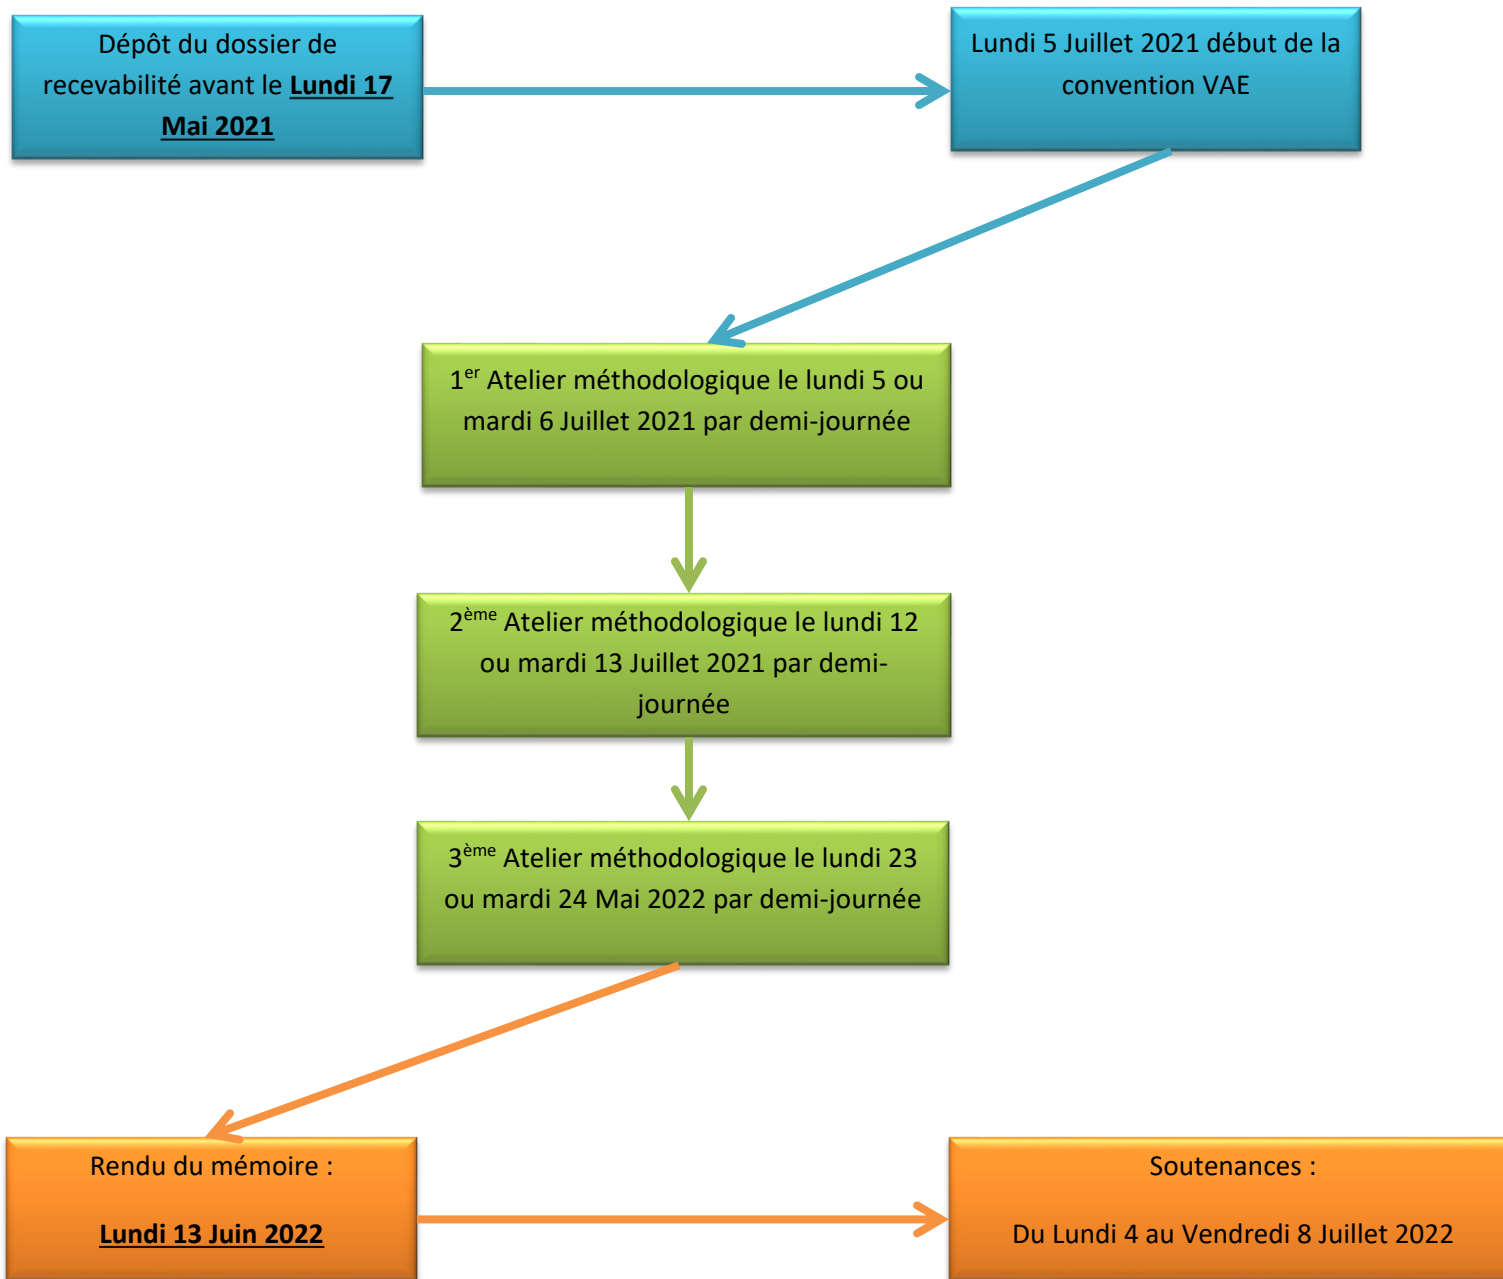 Dépôt du dossier de
recevabilité avant le Lundi 17
Mai 2021
Lundi 5 Juillet 2021 début de la
convention VAE
1er Atelier méthodologique le lundi 5 ou
mardi 6 Juillet 2021 par demi-journée
2ème Atelier méthodologique le lundi 12
ou mardi 13 Juillet 2021 par demi-
journée
3ème Atelier méthodologique le lundi 23
ou mardi 24 Mai 2022 par demi-journée
Rendu du mémoire :
Lundi 13 Juin 2022
Soutenances :
Du Lundi 4 au Vendredi 8 Juillet 2022